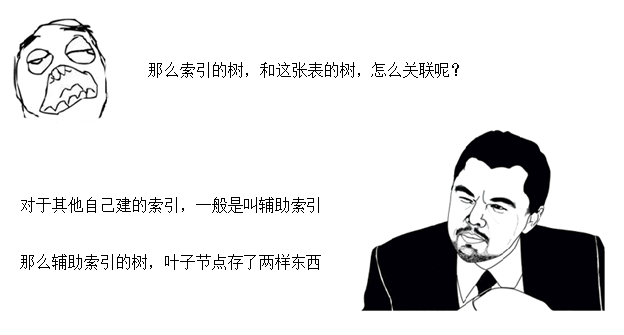 那么索引的树，和这张表的树，怎么关联呢？
对于其他自己建的索引，一般是叫辅助索引
那么辅助索引的树，叶子节点存了两样东西